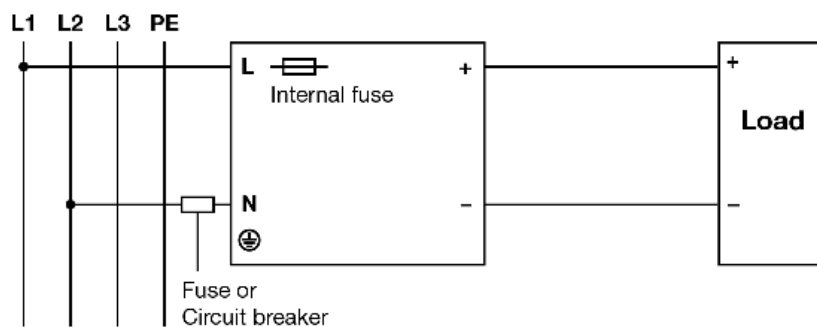 L1 L2 L3 PE
L
+
+
Internal fuse
Load
N
–
–
Fuse or
Circuit breaker